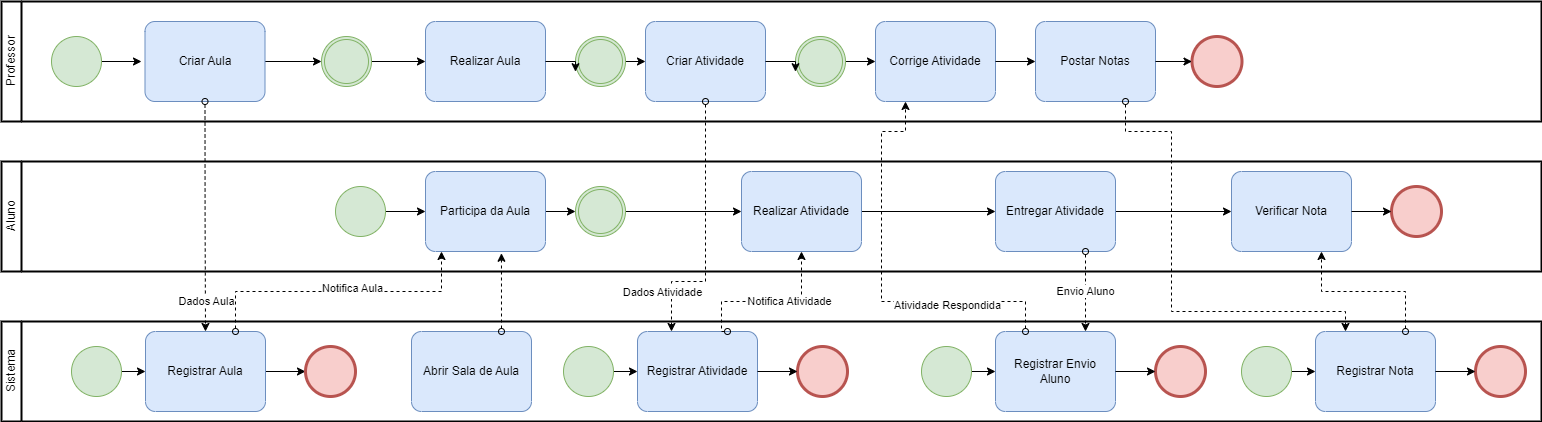 Professor
Criar Aula
Realizar Aula
Criar Atividade
Corrige Atividade
Postar Notas
Aluno
Participa da Aula
Realizar Atividade
Entregar Atividade
Verificar Nota
Dados Aula
Notifica Aula
Dados Atividade
Notifica Atividade
Atividade Respondida
Envio Aluno
Sistema
Registrar Aula
Abrir Sala de Aula
Registrar Atividade
Registrar Envio
Aluno
Registrar Nota